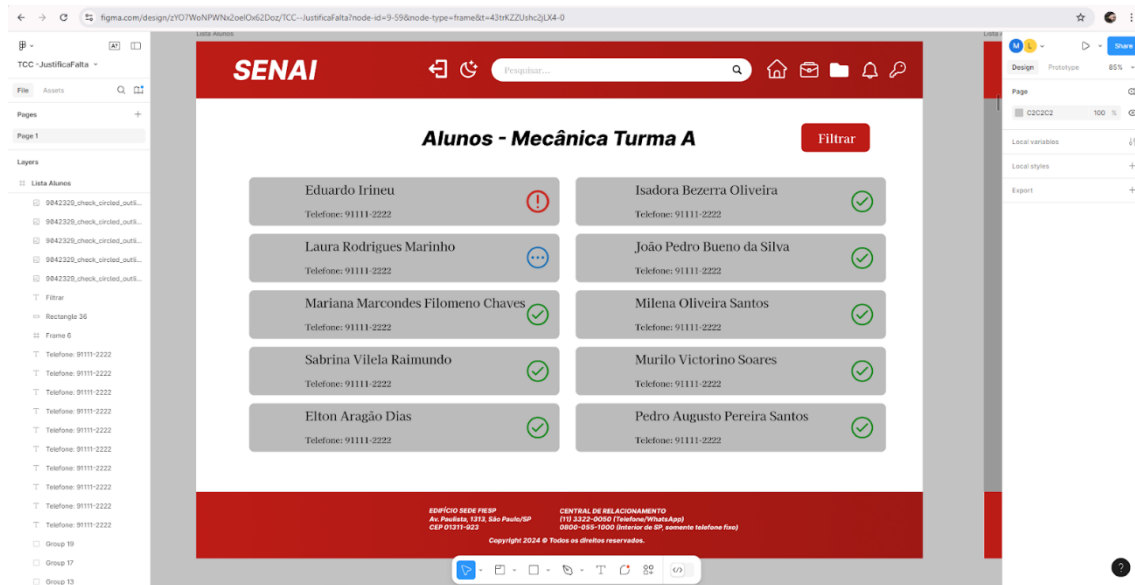 figma.com/design/zYO7WoNPWNx2oelOx62Doz/TCC--JustificaFalta?node-id=9-59&node-type=frame&t=43trKZZUshc2jLX4-0
TCC -JustificaFalta
File Assets
Pages
Page 1
Layers
Lista Alunos
9042329_check_circled_outli...
9042329_check_circled_outli...
9042329_check_circled_outli...
9042329_check_circled_outli...
9042329_check_circled_outli...
Filtrar
Rectangle 36
Frame 6
Telefone: 91111-2222
Telefone: 91111-2222
Telefone: 91111-2222
Telefone: 91111-2222
Telefone: 91111-2222
Telefone: 91111-2222
Telefone: 91111-2222
Telefone: 91111-2222
Telefone: 91111-2222
Telefone: 91111-2222
Group 19
Group 17
Group 13
Lista Alunos
SENAI
Pesquisar...
Alunos - Mecânica Turma A
Filtrar
Eduardo Irineu
Telefone: 91111-2222
Isadora Bezerra Oliveira
Telefone: 91111-2222
Laura Rodrigues Marinho
Telefone: 91111-2222
João Pedro Bueno da Silva
Telefone: 91111-2222
Mariana Marcondes Filomeno Chaves
Telefone: 91111-2222
Milena Oliveira Santos
Telefone: 91111-2222
Sabrina Vilela Raimundo
Telefone: 91111-2222
Murilo Victorino Soares
Telefone: 91111-2222
Elton Aragão Dias
Telefone: 91111-2222
Pedro Augusto Pereira Santos
Telefone: 91111-2222
EDIFÍCIO SEDE FIESP
Av. Paulista, 1313, São Paulo/SP
CEP 01311-923
CENTRAL DE RELACIONAMENTO
(11) 3322-0050 (Telefone/WhatsApp)
0800-055-1000 (Interior de SP, somente telefone fixo)
Copyright 2024 © Todos os direitos reservados.
Lista
M L
Share
Design Prototype 85%
Page
C2C2C2 100 %
Local variables
Local styles
Export